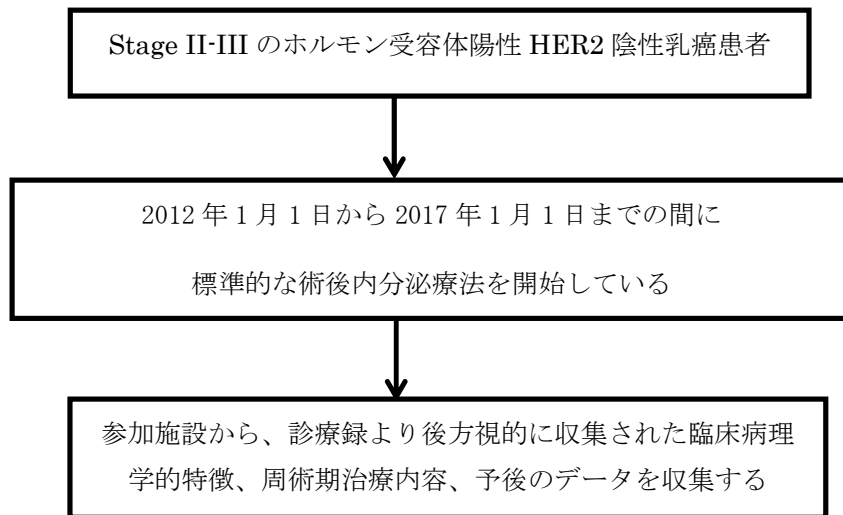 Stage II-III のホルモン受容体陽性 HER2 陰性乳癌患者
2012 年 1 月 1 日から 2017 年 1 月 1 日までの間に
標準的な術後内分泌療法を開始している
参加施設から、診療録より後方視的に収集された臨床病理
学的特徴、周術期治療内容、予後のデータを収集する